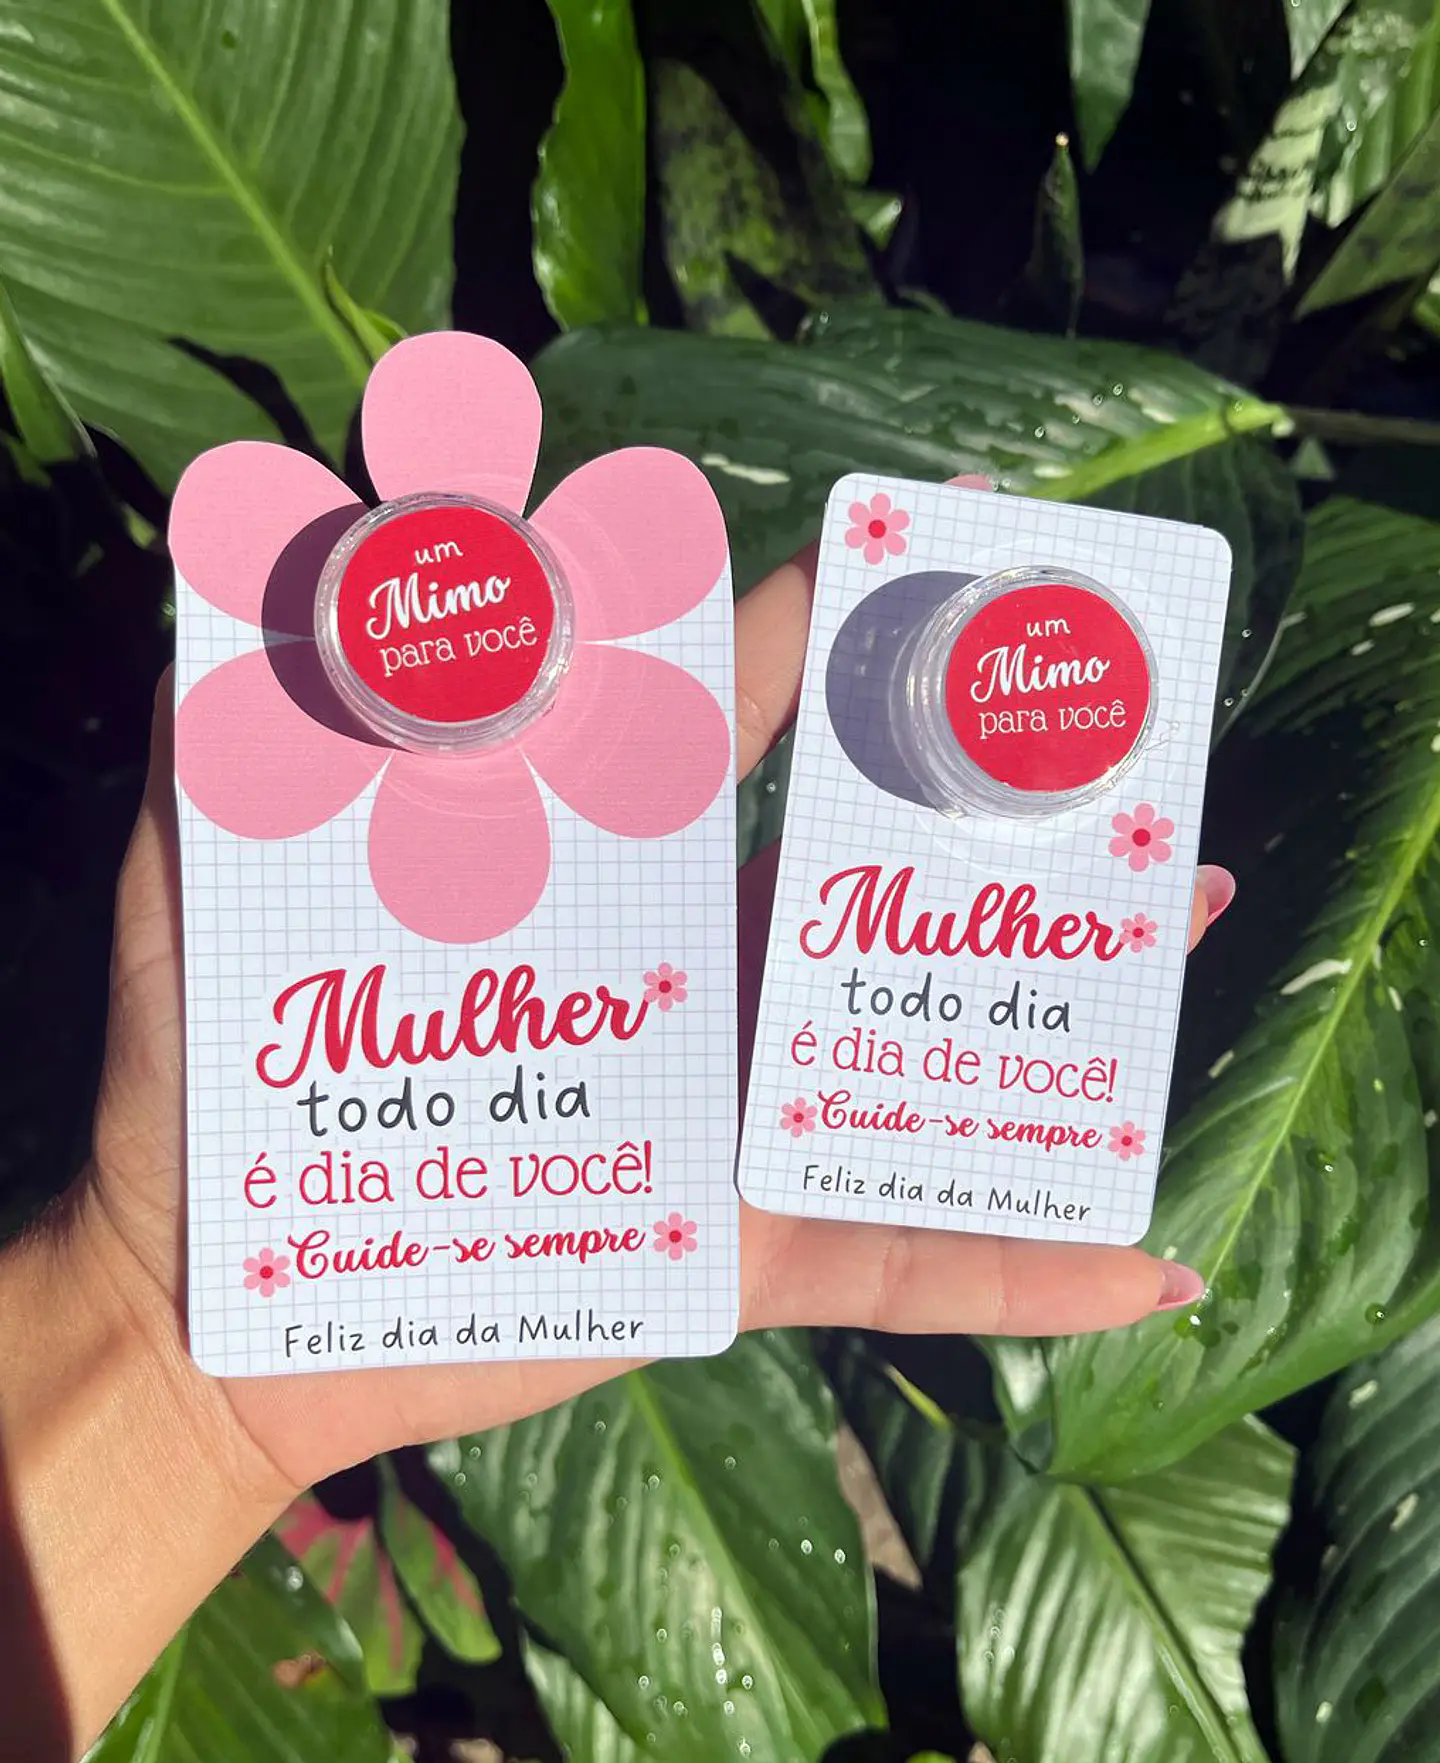 um
Mimo
para você
Mulher
todo dia
é dia de você!
Cuide-se sempre
Feliz dia da Mulher
um
Mimo
para você
Mulher
todo dia
é dia de você!
Cuide-se sempre
Feliz dia da Mulher